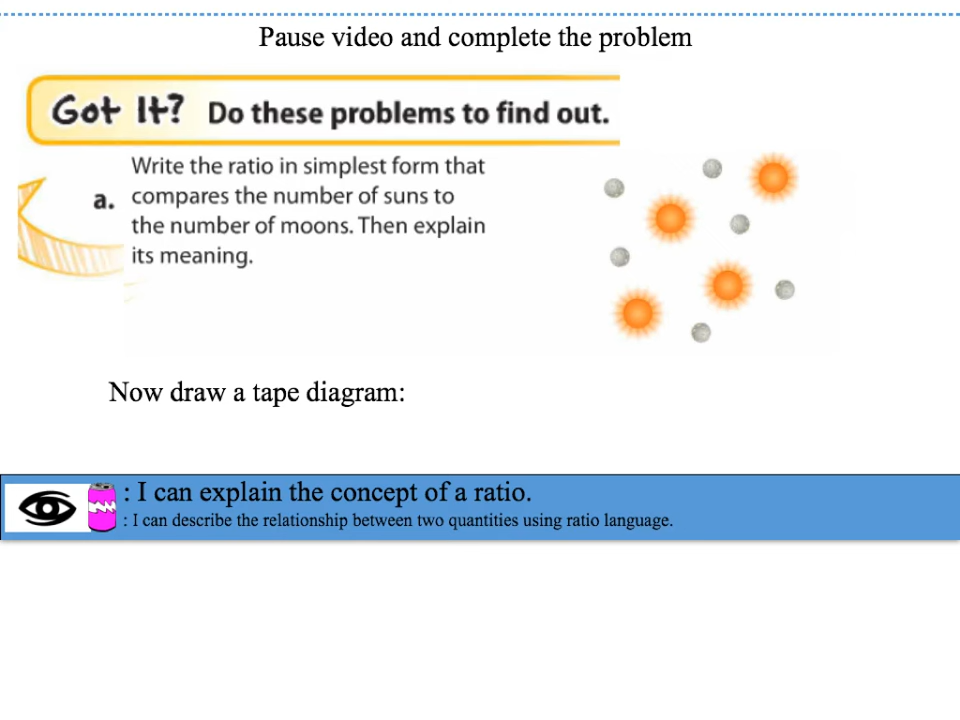 Pause video and complete the problem
Got It? Do these problems to find out.
Write the ratio in simplest form that
a. compares the number of suns to
the number of moons. Then explain
its meaning.
Now draw a tape diagram:
: I can explain the concept of a ratio.
: I can describe the relationship between two quantities using ratio language.